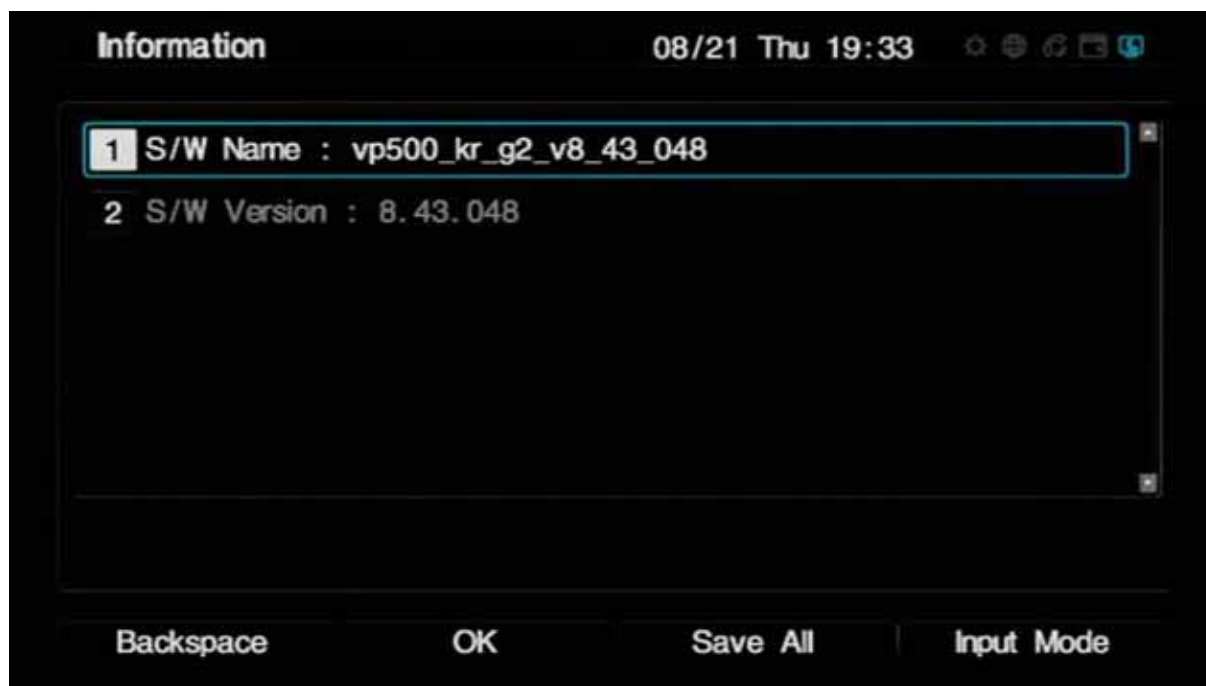 Information 08/21 Thu 19:33
1 S/W Name : vp500_kr_g2_v8_43_048
2 S/W Version : 8.43.048
Backspace OK Save All Input Mode